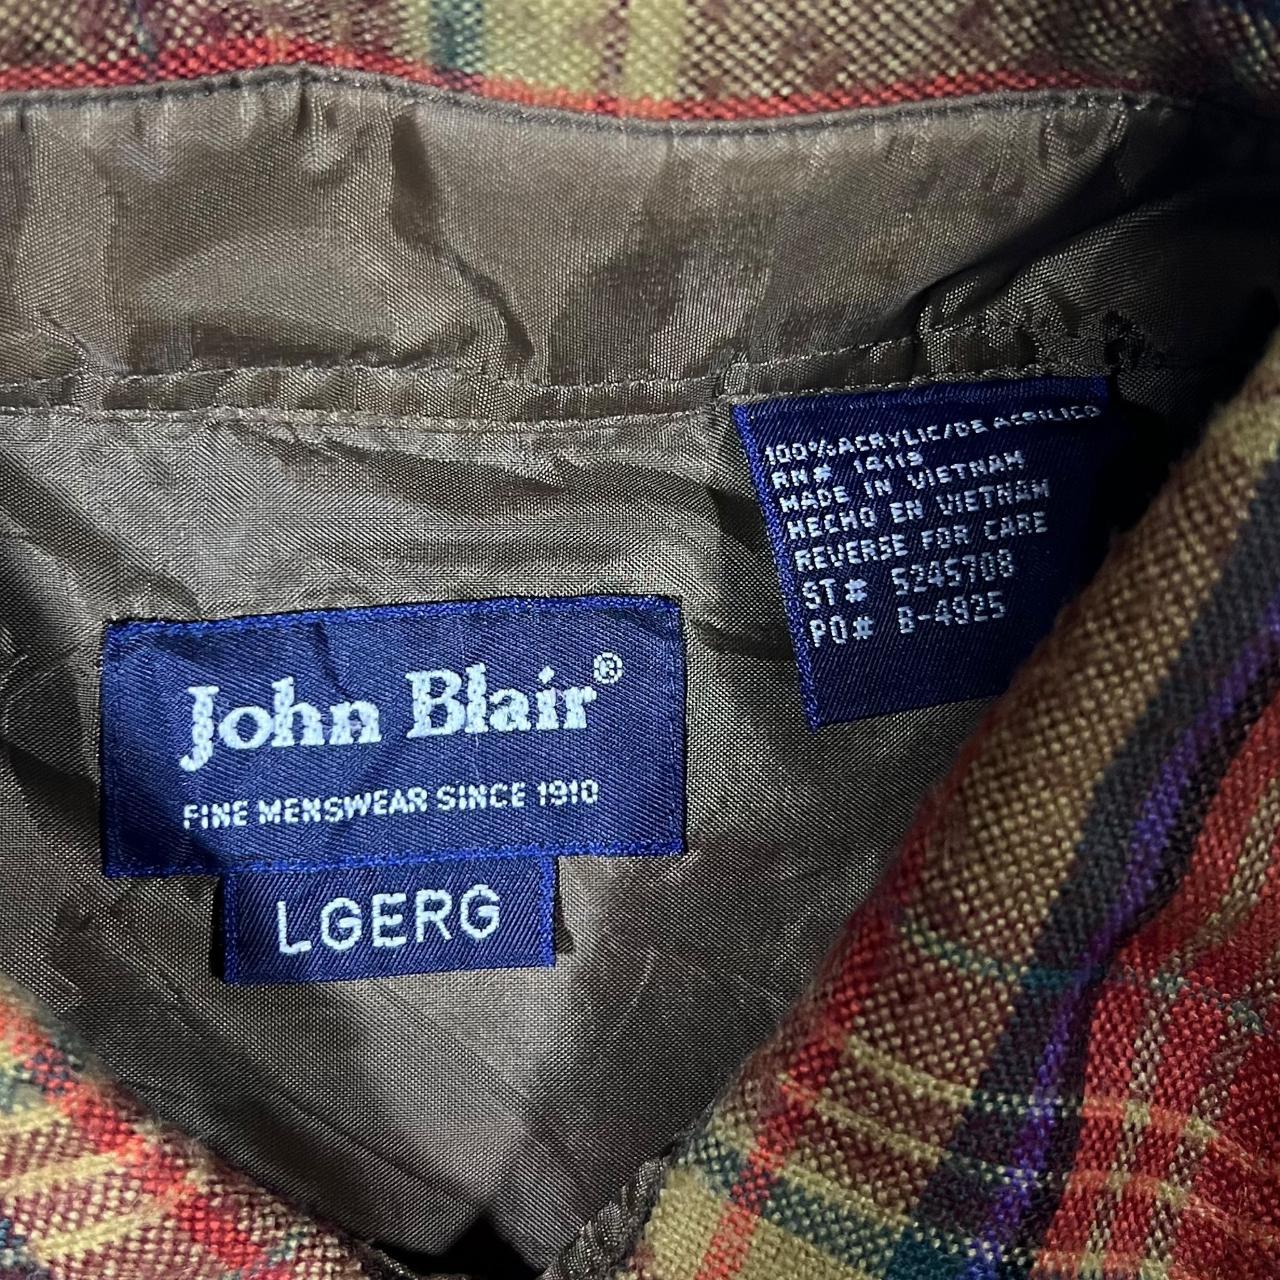 100%ACRYLIC/DE ACRILICO
RN# 14119
MADE IN VIETNAM
HECHO EN VIETNAM
REVERSE FOR CARE
ST# 5245708
PO# B-4925
John Blair®
FINE MENSWEAR SINCE 1910
LGERG